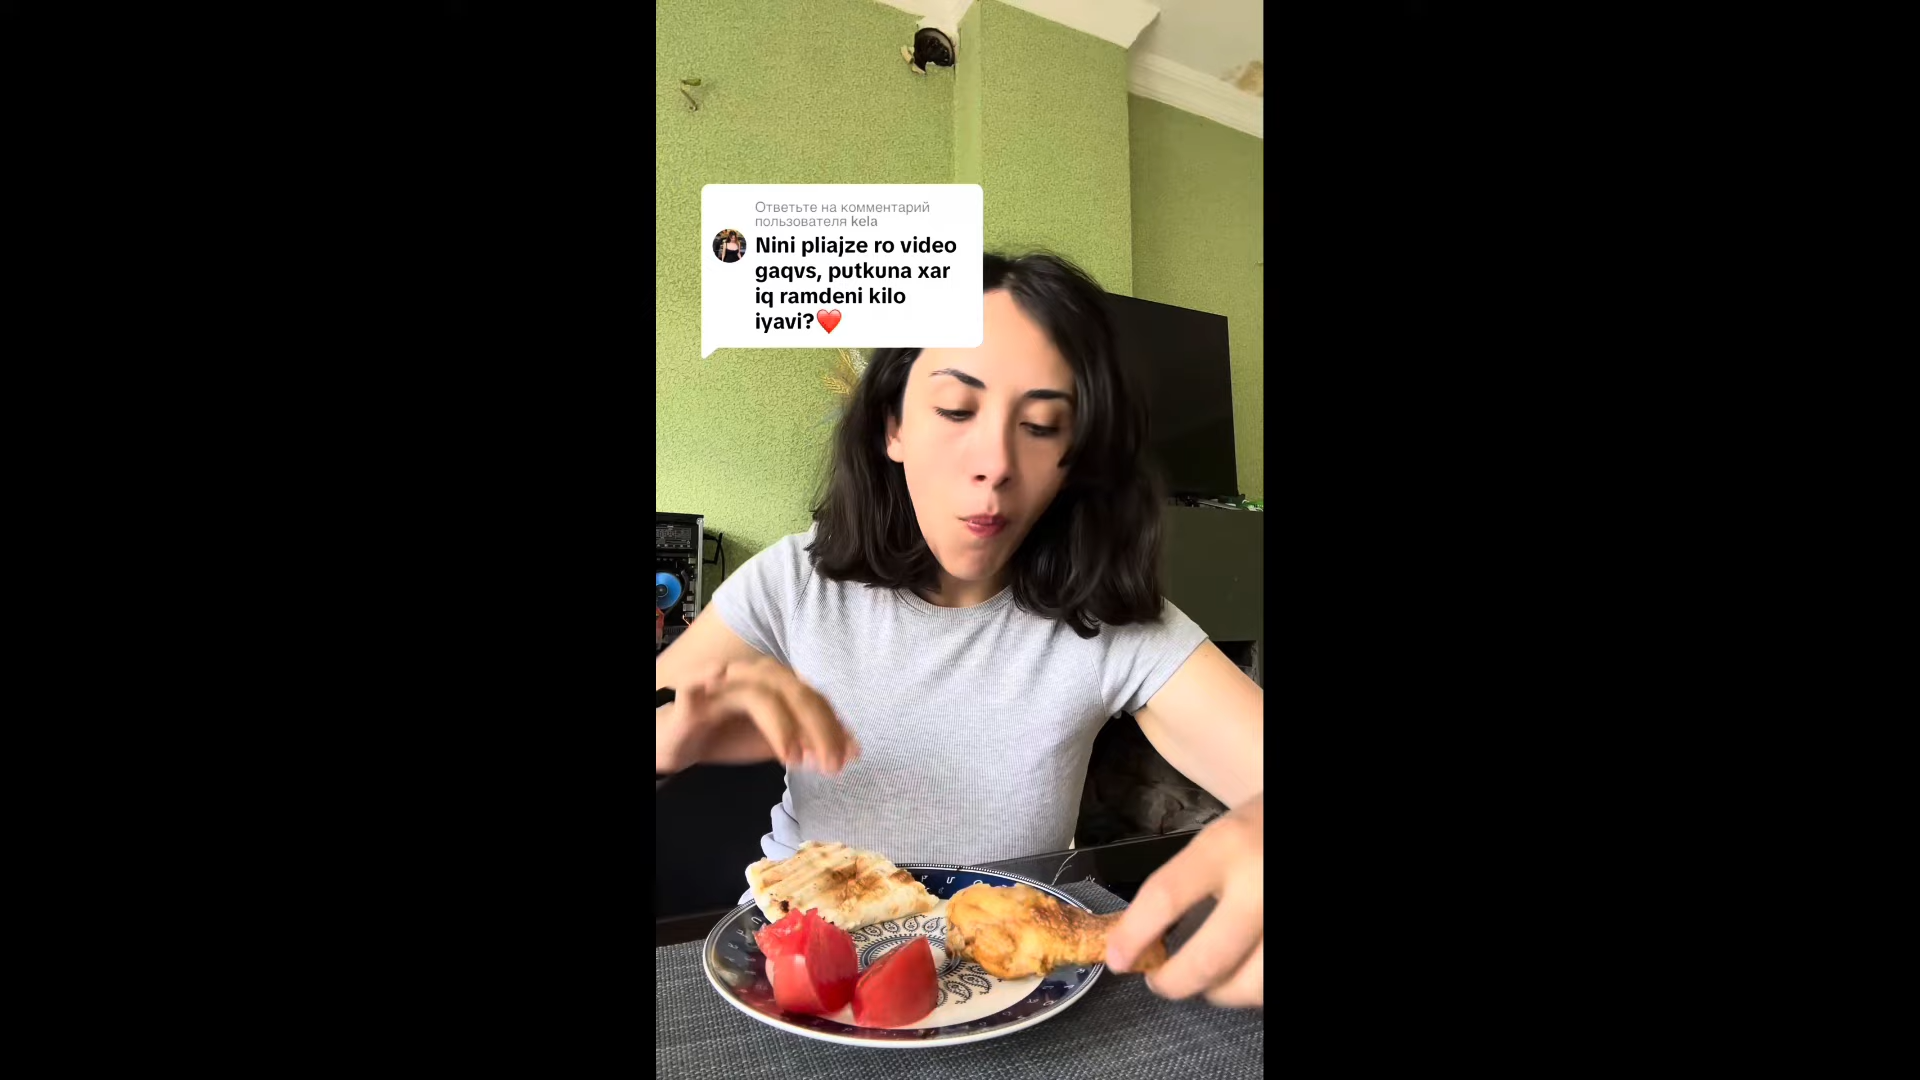 Ответьте на комментарий
пользователя kela
Nini pliajze ro video
gaqvs, putkuna xar
iq ramdeni kilo
iyavi?❤️